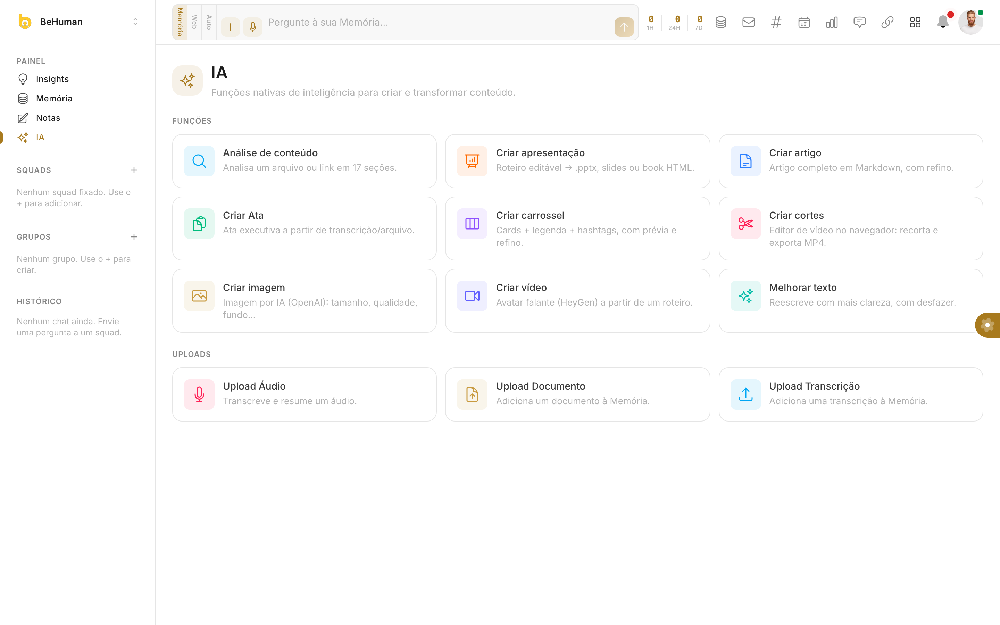 BeHuman
PAINEL
Insights
Memória
Notas
IA
SQUADS
Nenhum squad fixado. Use o
+ para adicionar.
GRUPOS
Nenhum grupo. Use o + para
criar.
HISTÓRICO
Nenhum chat ainda. Envie
uma pergunta a um squad.
Memória
Web
Auto
Pergunte à sua Memória...
0
1H
0
24H
0
7D
IA
Funções nativas de inteligência para criar e transformar conteúdo.
FUNÇÕES
Análise de conteúdo
Analisa um arquivo ou link em 17 seções.
Criar apresentação
Roteiro editável → .pptx, slides ou book HTML.
Criar artigo
Artigo completo em Markdown, com refino.
Criar Ata
Ata executiva a partir de transcrição/arquivo.
Criar carrossel
Cards + legenda + hashtags, com prévia e
refino.
Criar cortes
Editor de vídeo no navegador: recorta e
exporta MP4.
Criar imagem
Imagem por IA (OpenAI): tamanho, qualidade,
fundo...
Criar vídeo
Avatar falante (HeyGen) a partir de um roteiro.
Melhorar texto
Reescreve com mais clareza, com desfazer.
UPLOADS
Upload Áudio
Transcreve e resume um áudio.
Upload Documento
Adiciona um documento à Memória.
Upload Transcrição
Adiciona uma transcrição à Memória.